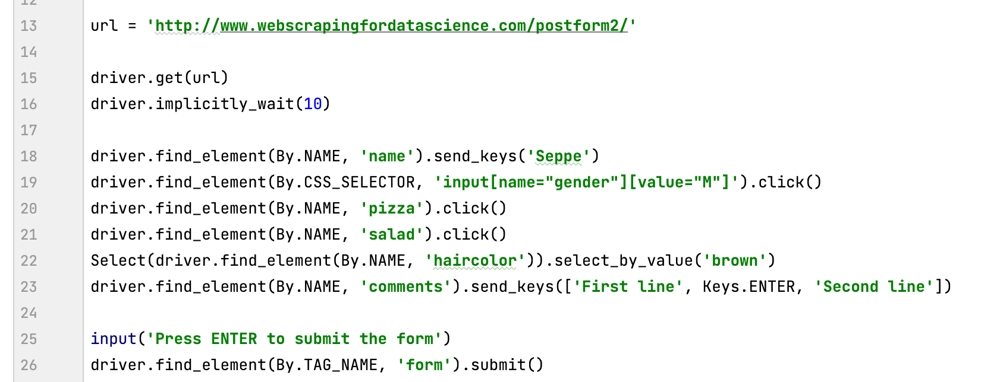 12
13 url = 'http://www.webscrapingfordatascience.com/postform2/'
14
15 driver.get(url)
16 driver.implicitly_wait(10)
17
18 driver.find_element(By.NAME, 'name').send_keys('Seppe')
19 driver.find_element(By.CSS_SELECTOR, 'input[name="gender"][value="M"]').click()
20 driver.find_element(By.NAME, 'pizza').click()
21 driver.find_element(By.NAME, 'salad').click()
22 Select(driver.find_element(By.NAME, 'haircolor')).select_by_value('brown')
23 driver.find_element(By.NAME, 'comments').send_keys(['First line', Keys.ENTER, 'Second line'])
24
25 input('Press ENTER to submit the form')
26 driver.find_element(By.TAG_NAME, 'form').submit()